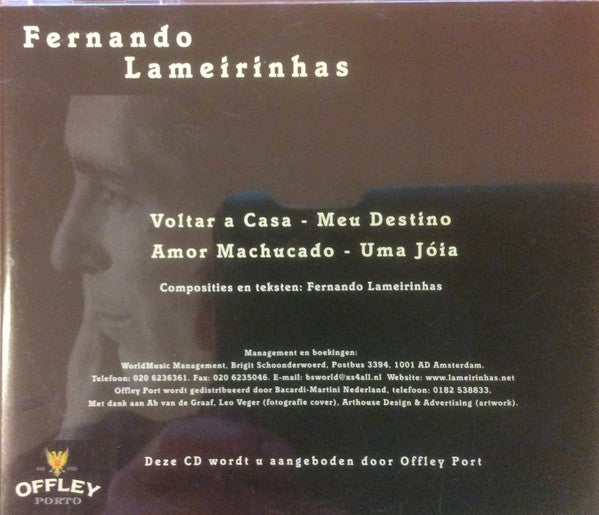 Fernando
Lameirinhas
Voltar a Casa - Meu Destino
Amor Machucado - Uma Jóia
Composities en teksten: Fernando Lameirinhas
Management en boekingen:
WorldMusic Management, Brigit Schoonderwoerd, Postbus 3394, 1001 AD Amsterdam.
Telefoon: 020 6236361. Fax: 020 6235046. E-mail: bsworld@xs4all.nl Website: www.lameirinhas.net
Offley Port wordt gedistribueerd door Bacardi-Martini Nederland, telefoon: 0182 538833.
Met dank aan Ab van de Graaf, Leo Veger (fotografie cover), Arthouse Design & Advertising (artwork).
Deze CD wordt u aangeboden door Offley Port
OFFLEY
PORTO